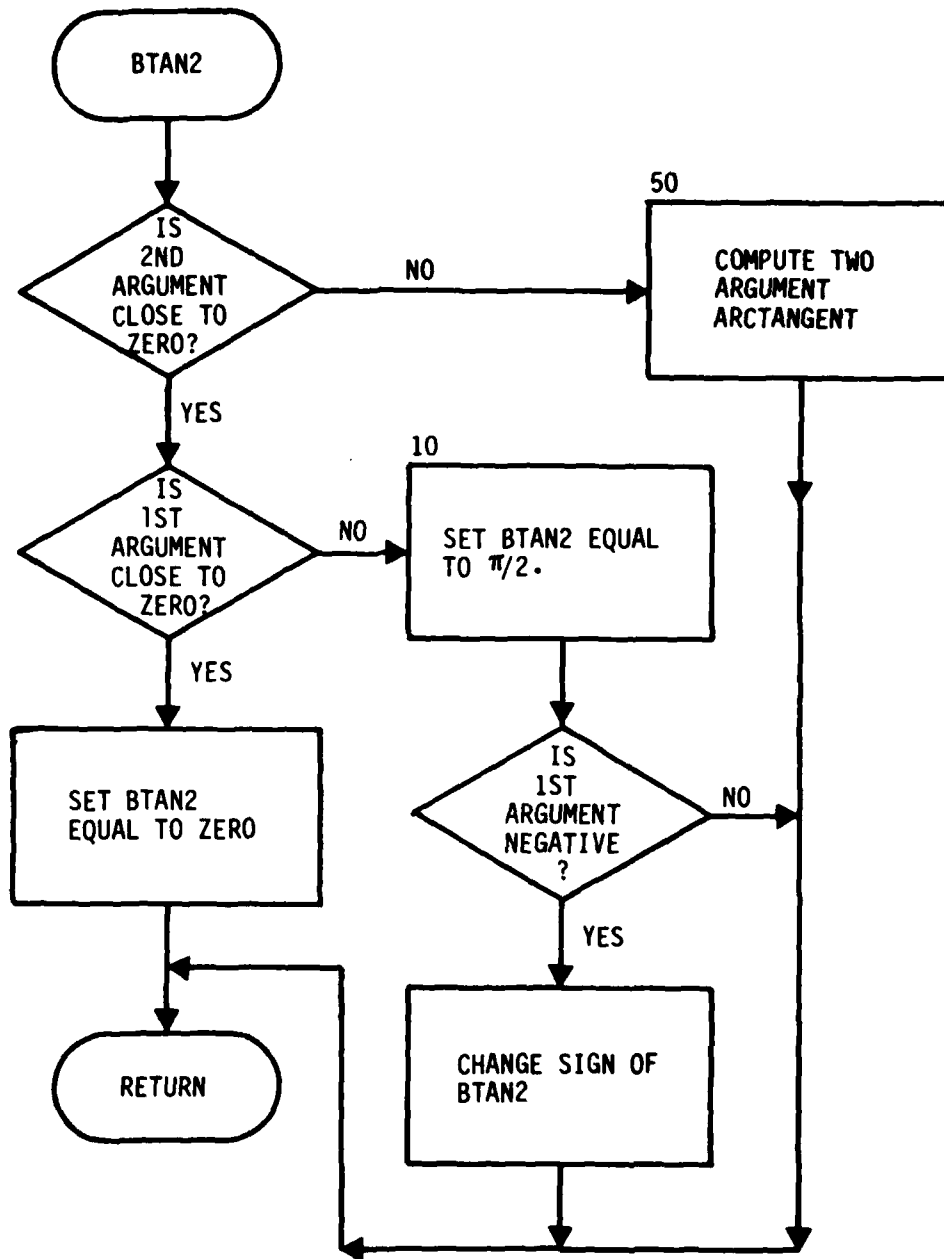 BTAN2
IS
2ND
ARGUMENT
CLOSE TO
ZERO?
NO
50
COMPUTE TWO
ARGUMENT
ARCTANGENT
YES
IS
1ST
ARGUMENT
CLOSE TO
ZERO?
NO
10
SET BTAN2 EQUAL
TO π/2.
YES
SET BTAN2
EQUAL TO ZERO
IS
1ST
ARGUMENT
NEGATIVE
?
NO
YES
CHANGE SIGN OF
BTAN2
RETURN